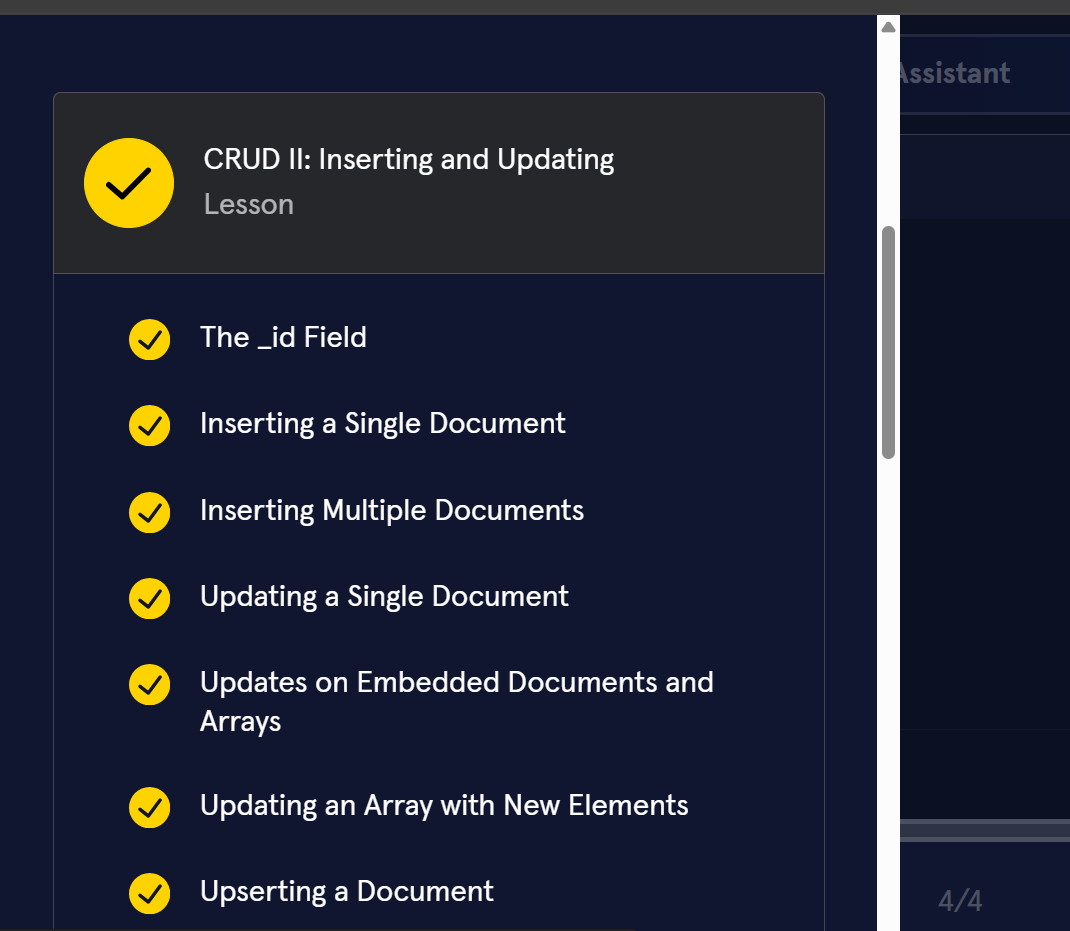 Assistant
CRUD II: Inserting and Updating
Lesson
The _id Field
Inserting a Single Document
Inserting Multiple Documents
Updating a Single Document
Updates on Embedded Documents and
Arrays
Updating an Array with New Elements
Upserting a Document
4/4